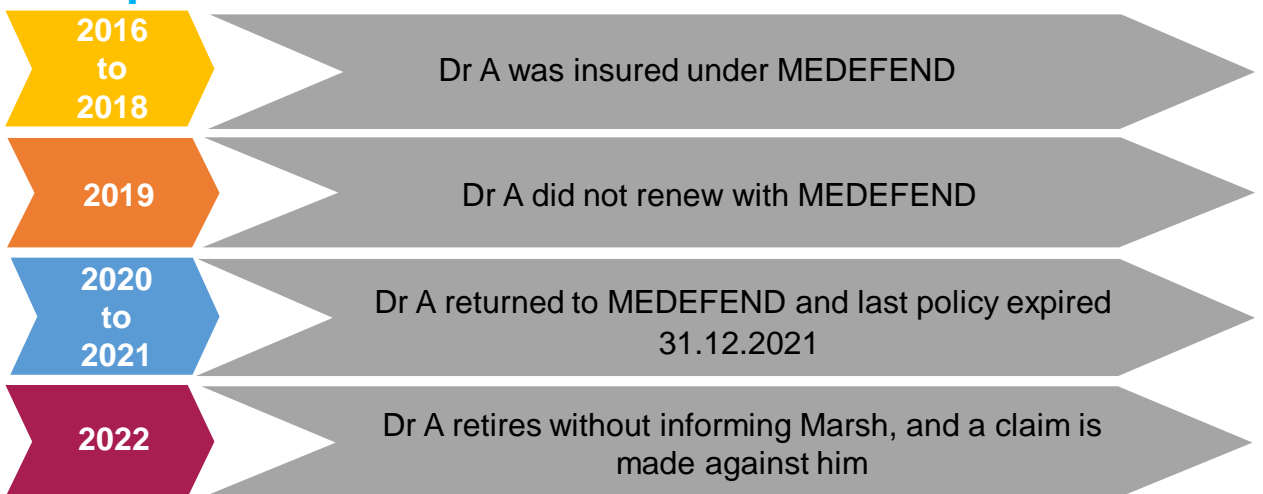 2016
to
2018
Dr A was insured under MEDEFEND
2019
Dr A did not renew with MEDEFEND
2020
to
2021
Dr A returned to MEDEFEND and last policy expired
31.12.2021
2022
Dr A retires without informing Marsh, and a claim is
made against him